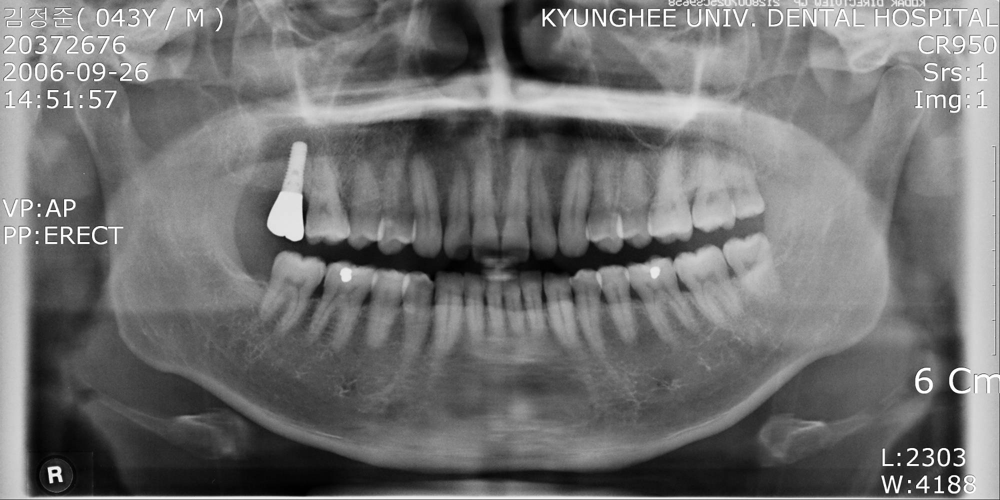 김정준( 043Y / M )
20372676
2006-09-26
14:51:57
KYUNGHEE UNIV. DENTAL HOSPITAL
CR950
Srs:1
Img:1
VP:AP
PP:ERECT
6 Cm
R
L:2303
W:4188